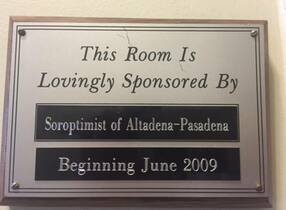 This Room Is
Lovingly Sponsored By
Soroptimist of Altadena-Pasadena
Beginning June 2009